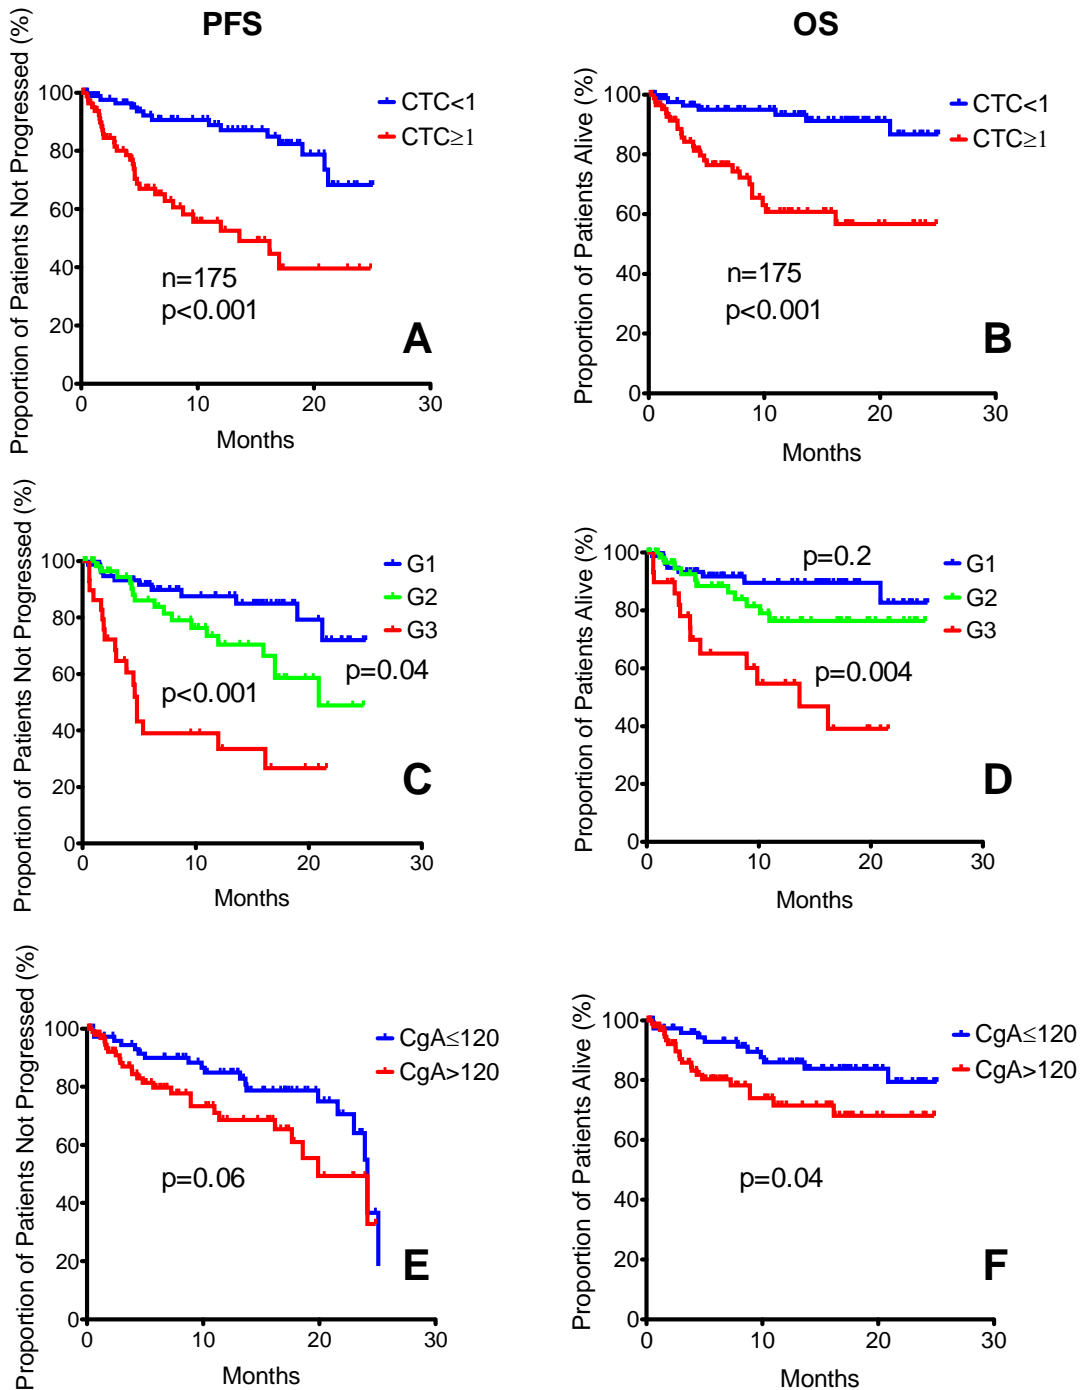 PFS
OS
Proportion of Patients Not Progressed (%)
100
80
60
40
20
0
0
10
20
30
Months
CTC<1
CTC≥1
n=175
p<0.001
A
Proportion of Patients Alive (%)
100
80
60
40
20
0
0
10
20
30
Months
CTC<1
CTC≥1
n=175
p<0.001
B
Proportion of Patients Not Progressed (%)
100
80
60
40
20
0
0
10
20
30
Months
G1
G2
G3
p=0.04
p<0.001
C
Proportion of Patients Alive (%)
100
80
60
40
20
0
0
10
20
30
Months
p=0.2
G1
G2
G3
p=0.004
D
Proportion of Patients Not Progressed (%)
100
80
60
40
20
0
0
10
20
30
Months
CgA≤120
CgA>120
p=0.06
E
Proportion of Patients Alive (%)
100
80
60
40
20
0
0
10
20
30
Months
CgA≤120
CgA>120
p=0.04
F